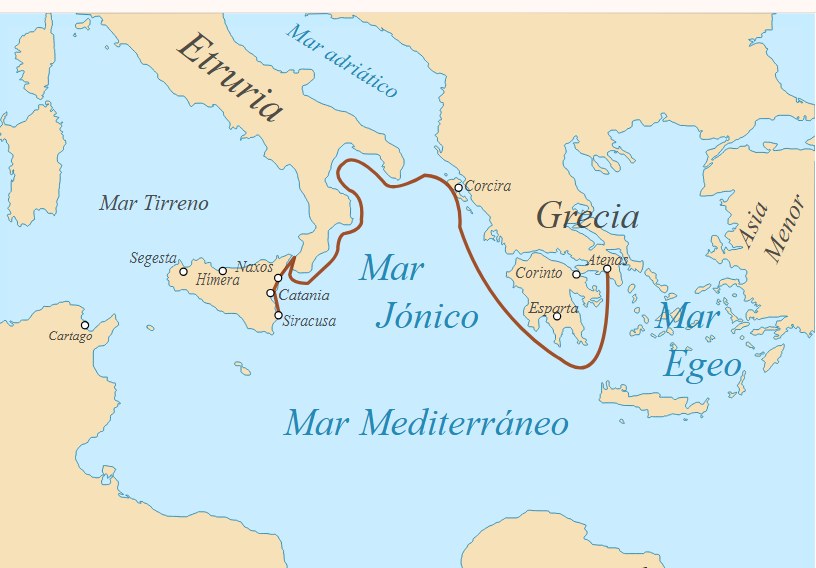 Etruria
Mar adriático
Mar Tirreno
Corcira
Grecia
Asia
Menor
Segesta
Himera
Naxos
Catania
Siracusa
Cartago
Mar
Jónico
Atenas
Corinto
Esparta
Mar
Egeo
Mar Mediterráneo